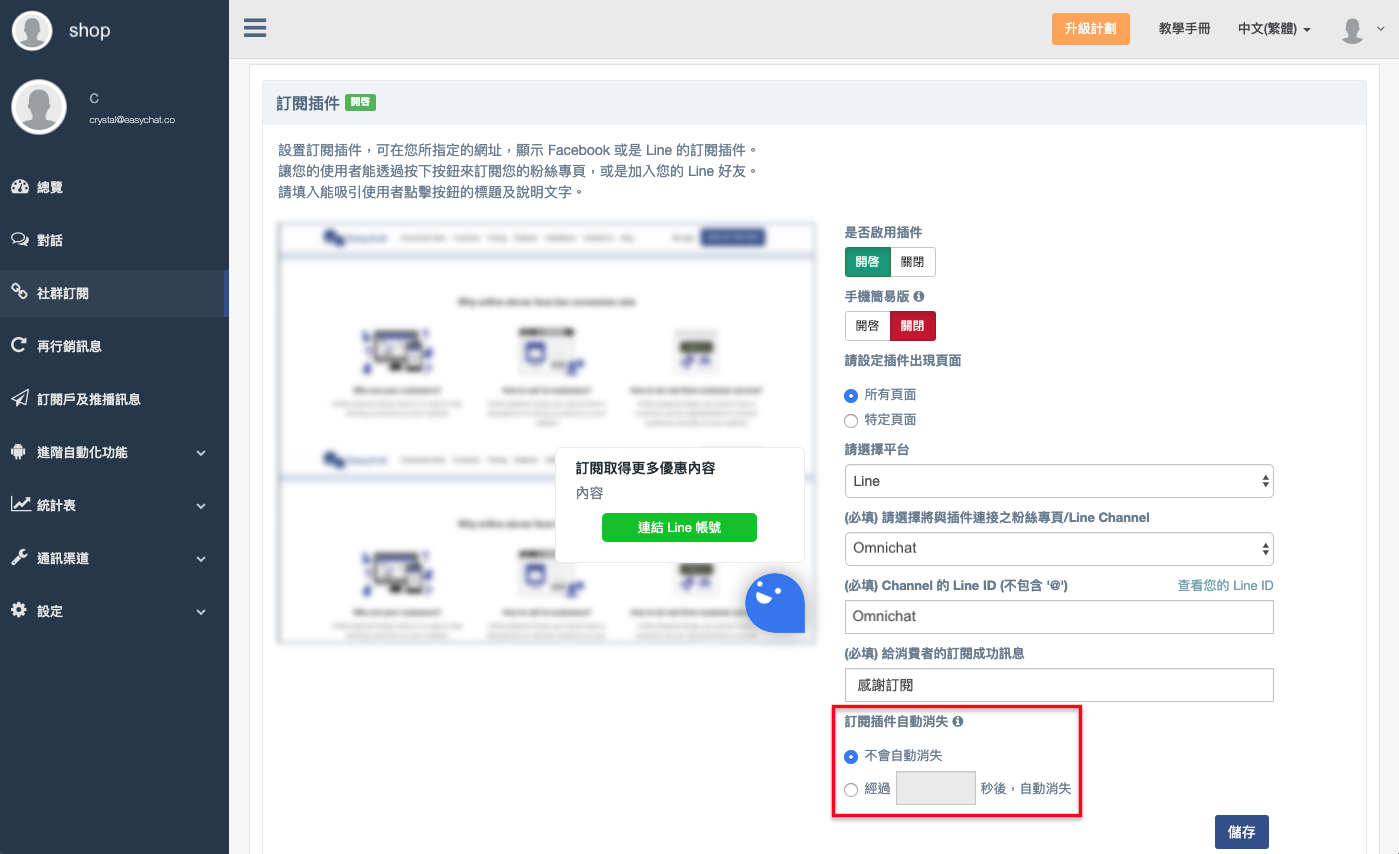 shop
升級計劃
教學手冊
中文(繁體)
C
crystal@easychat.co
總覽
對話
社群訂閱
再行銷訊息
訂閱戶及推播訊息
進階自動化功能
統計表
通訊渠道
設定
訂閱插件 開啓
設置訂閱插件，可在您所指定的網址，顯示 Facebook 或是 Line 的訂閱插件。
讓您的使用者能透過按下按鈕來訂閱您的粉絲專頁，或是加入您的 Line 好友。
請填入能吸引使用者點擊按鈕的標題及說明文字。
訂閱取得更多優惠內容
內容
連結 Line 帳號
是否啟用插件
開啓 關閉
手機簡易版
開啓 關閉
請設定插件出現頁面
所有頁面
特定頁面
請選擇平台
Line
(必填) 請選擇將與插件連接之粉絲專頁/Line Channel
Omnichat
(必填) Channel 的 Line ID (不包含 '@') 查看您的 Line ID
Omnichat
(必填) 給消費者的訂閱成功訊息
感謝訂閱
訂閱插件自動消失
不會自動消失
經過 秒後，自動消失
儲存